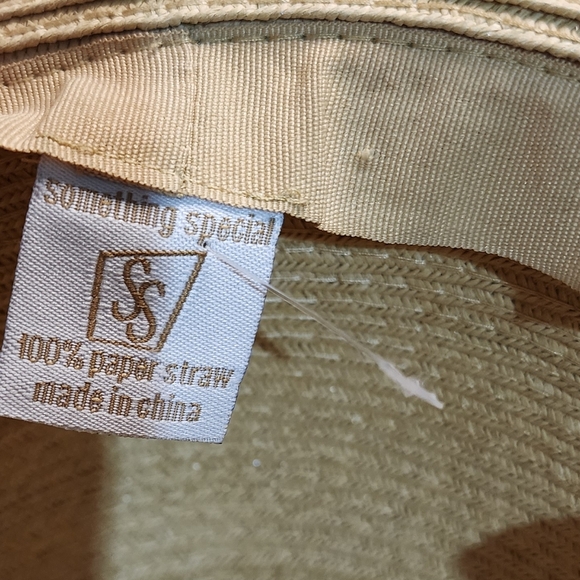 something special
SS
100% paper straw
made in china